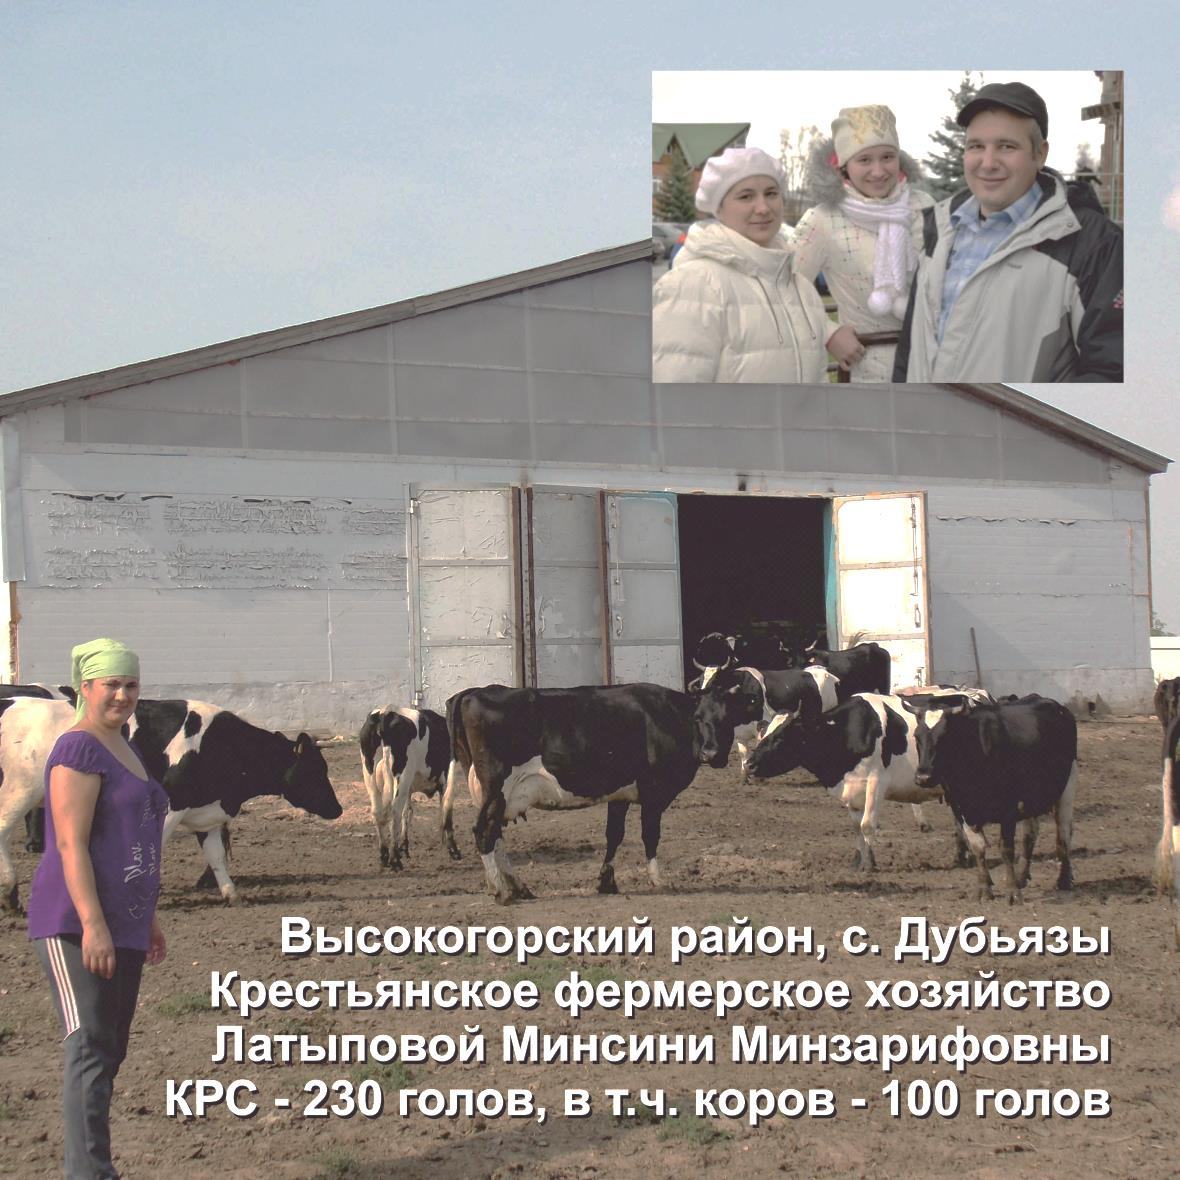 Высокогорский район, с. Дубьязы
Крестьянское фермерское хозяйство
Латыповой Минсини Минзарифовны
КРС - 230 голов, в т.ч. коров - 100 голов